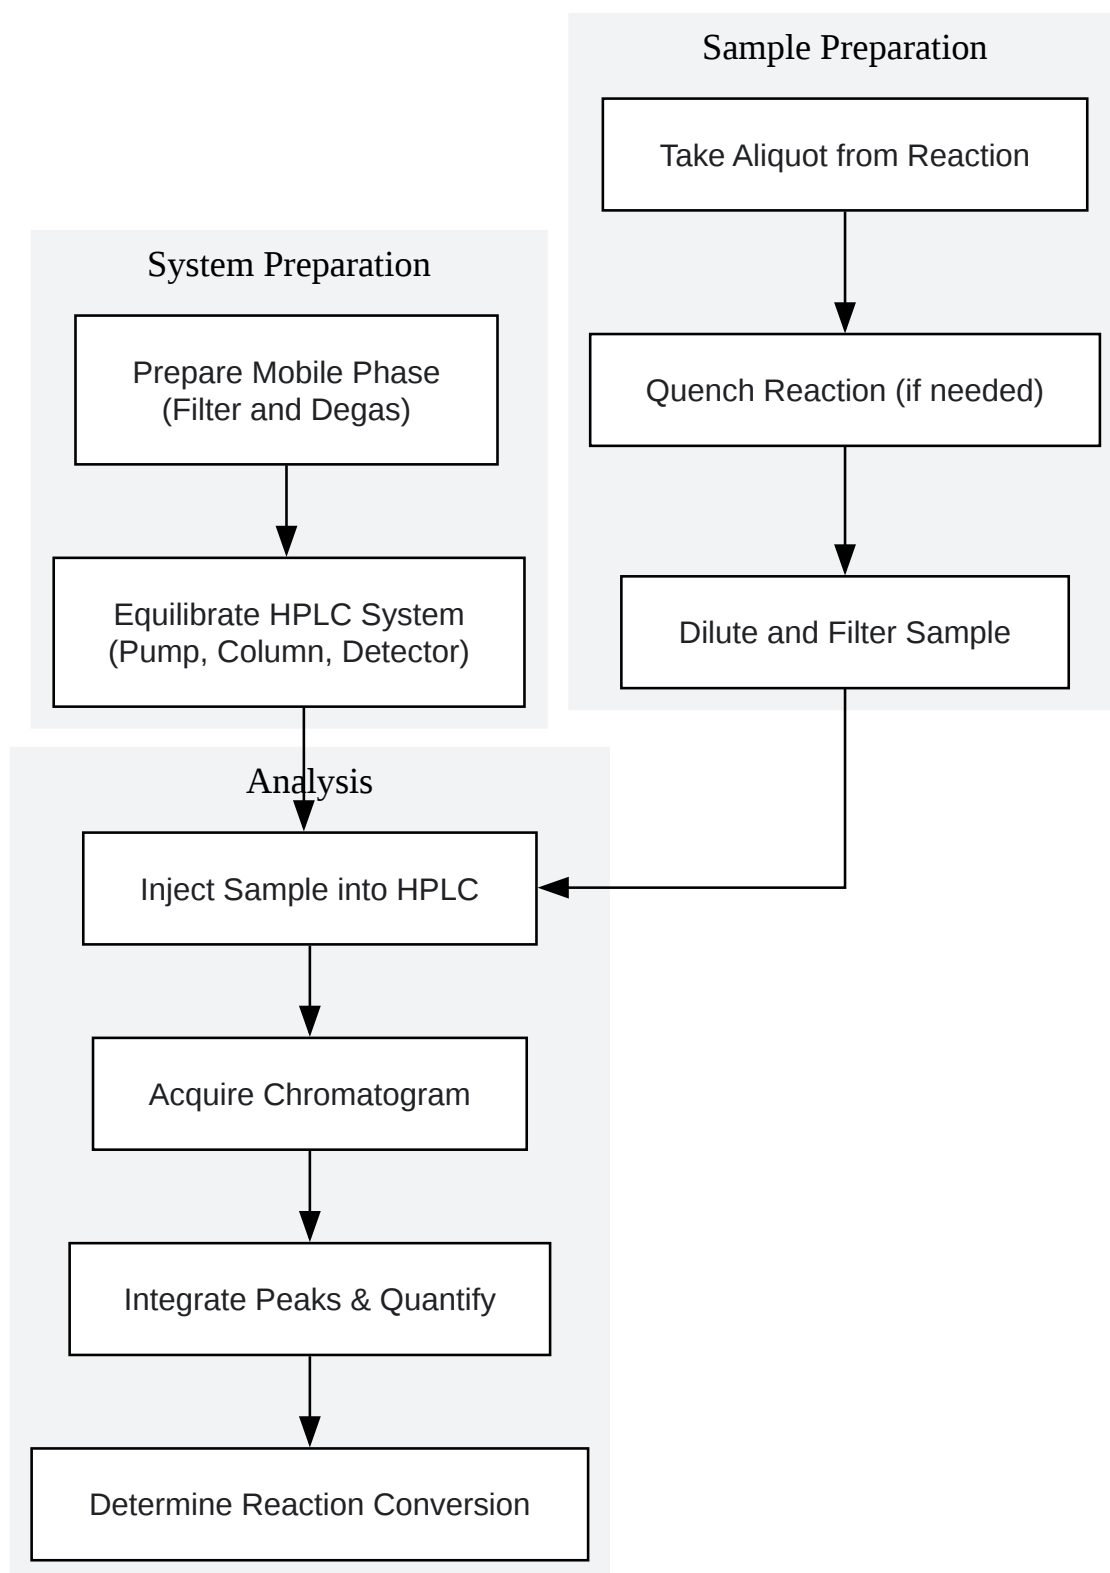 Sample Preparation
Take Aliquot from Reaction
Quench Reaction (if needed)
Dilute and Filter Sample
System Preparation
Prepare Mobile Phase
(Filter and Degas)
Equilibrate HPLC System
(Pump, Column, Detector)
Analysis
Inject Sample into HPLC
Acquire Chromatogram
Integrate Peaks & Quantify
Determine Reaction Conversion